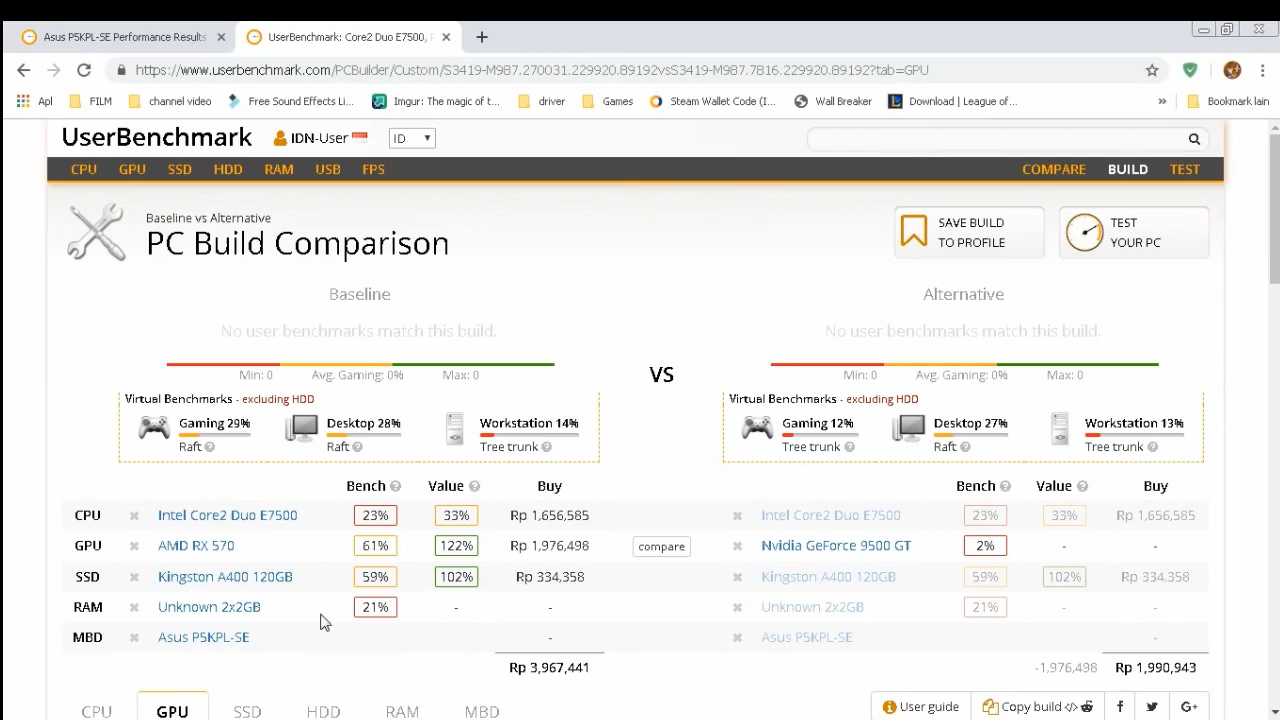 Asus P5KPL-SE Performance Results
UserBenchmark: Core2 Duo E7500,
https://www.userbenchmark.com/PCBuilder/Custom/S3419-M987.270031.229920.89192vsS3419-M987.7816.229920.89192?tab=GPU
Apl FILM channel video Free Sound Effects Li... Imgur: The magic of t... driver Games Steam Wallet Code (I... Wall Breaker Download | League of... » Bookmark lain
UserBenchmark IDN-User ID
CPU GPU SSD HDD RAM USB FPS COMPARE BUILD TEST
Baseline vs Alternative
PC Build Comparison
SAVE BUILD
TO PROFILE
TEST
YOUR PC
Baseline Alternative
No user benchmarks match this build. No user benchmarks match this build.
Min: 0 Avg. Gaming: 0% Max: 0 VS Min: 0 Avg. Gaming: 0% Max: 0
Virtual Benchmarks - excluding HDD Virtual Benchmarks - excluding HDD
Gaming 29% Desktop 28% Workstation 14% Gaming 12% Desktop 27% Workstation 13%
Raft Raft Tree trunk Tree trunk Raft Tree trunk
Bench Value Buy Bench Value Buy
CPU Intel Core2 Duo E7500 23% 33% Rp 1,656,585 Intel Core2 Duo E7500 23% 33% Rp 1,656,585
GPU AMD RX 570 61% 122% Rp 1,976,498 compare Nvidia GeForce 9500 GT 2% - -
SSD Kingston A400 120GB 59% 102% Rp 334,358 Kingston A400 120GB 59% 102% Rp 334,358
RAM Unknown 2x2GB 21% - - Unknown 2x2GB 21% - -
MBD Asus P5KPL-SE - Asus P5KPL-SE -
Rp 3,967,441 -1,976,498 Rp 1,990,943
CPU GPU SSD HDD RAM MBD User guide Copy build </> f G+